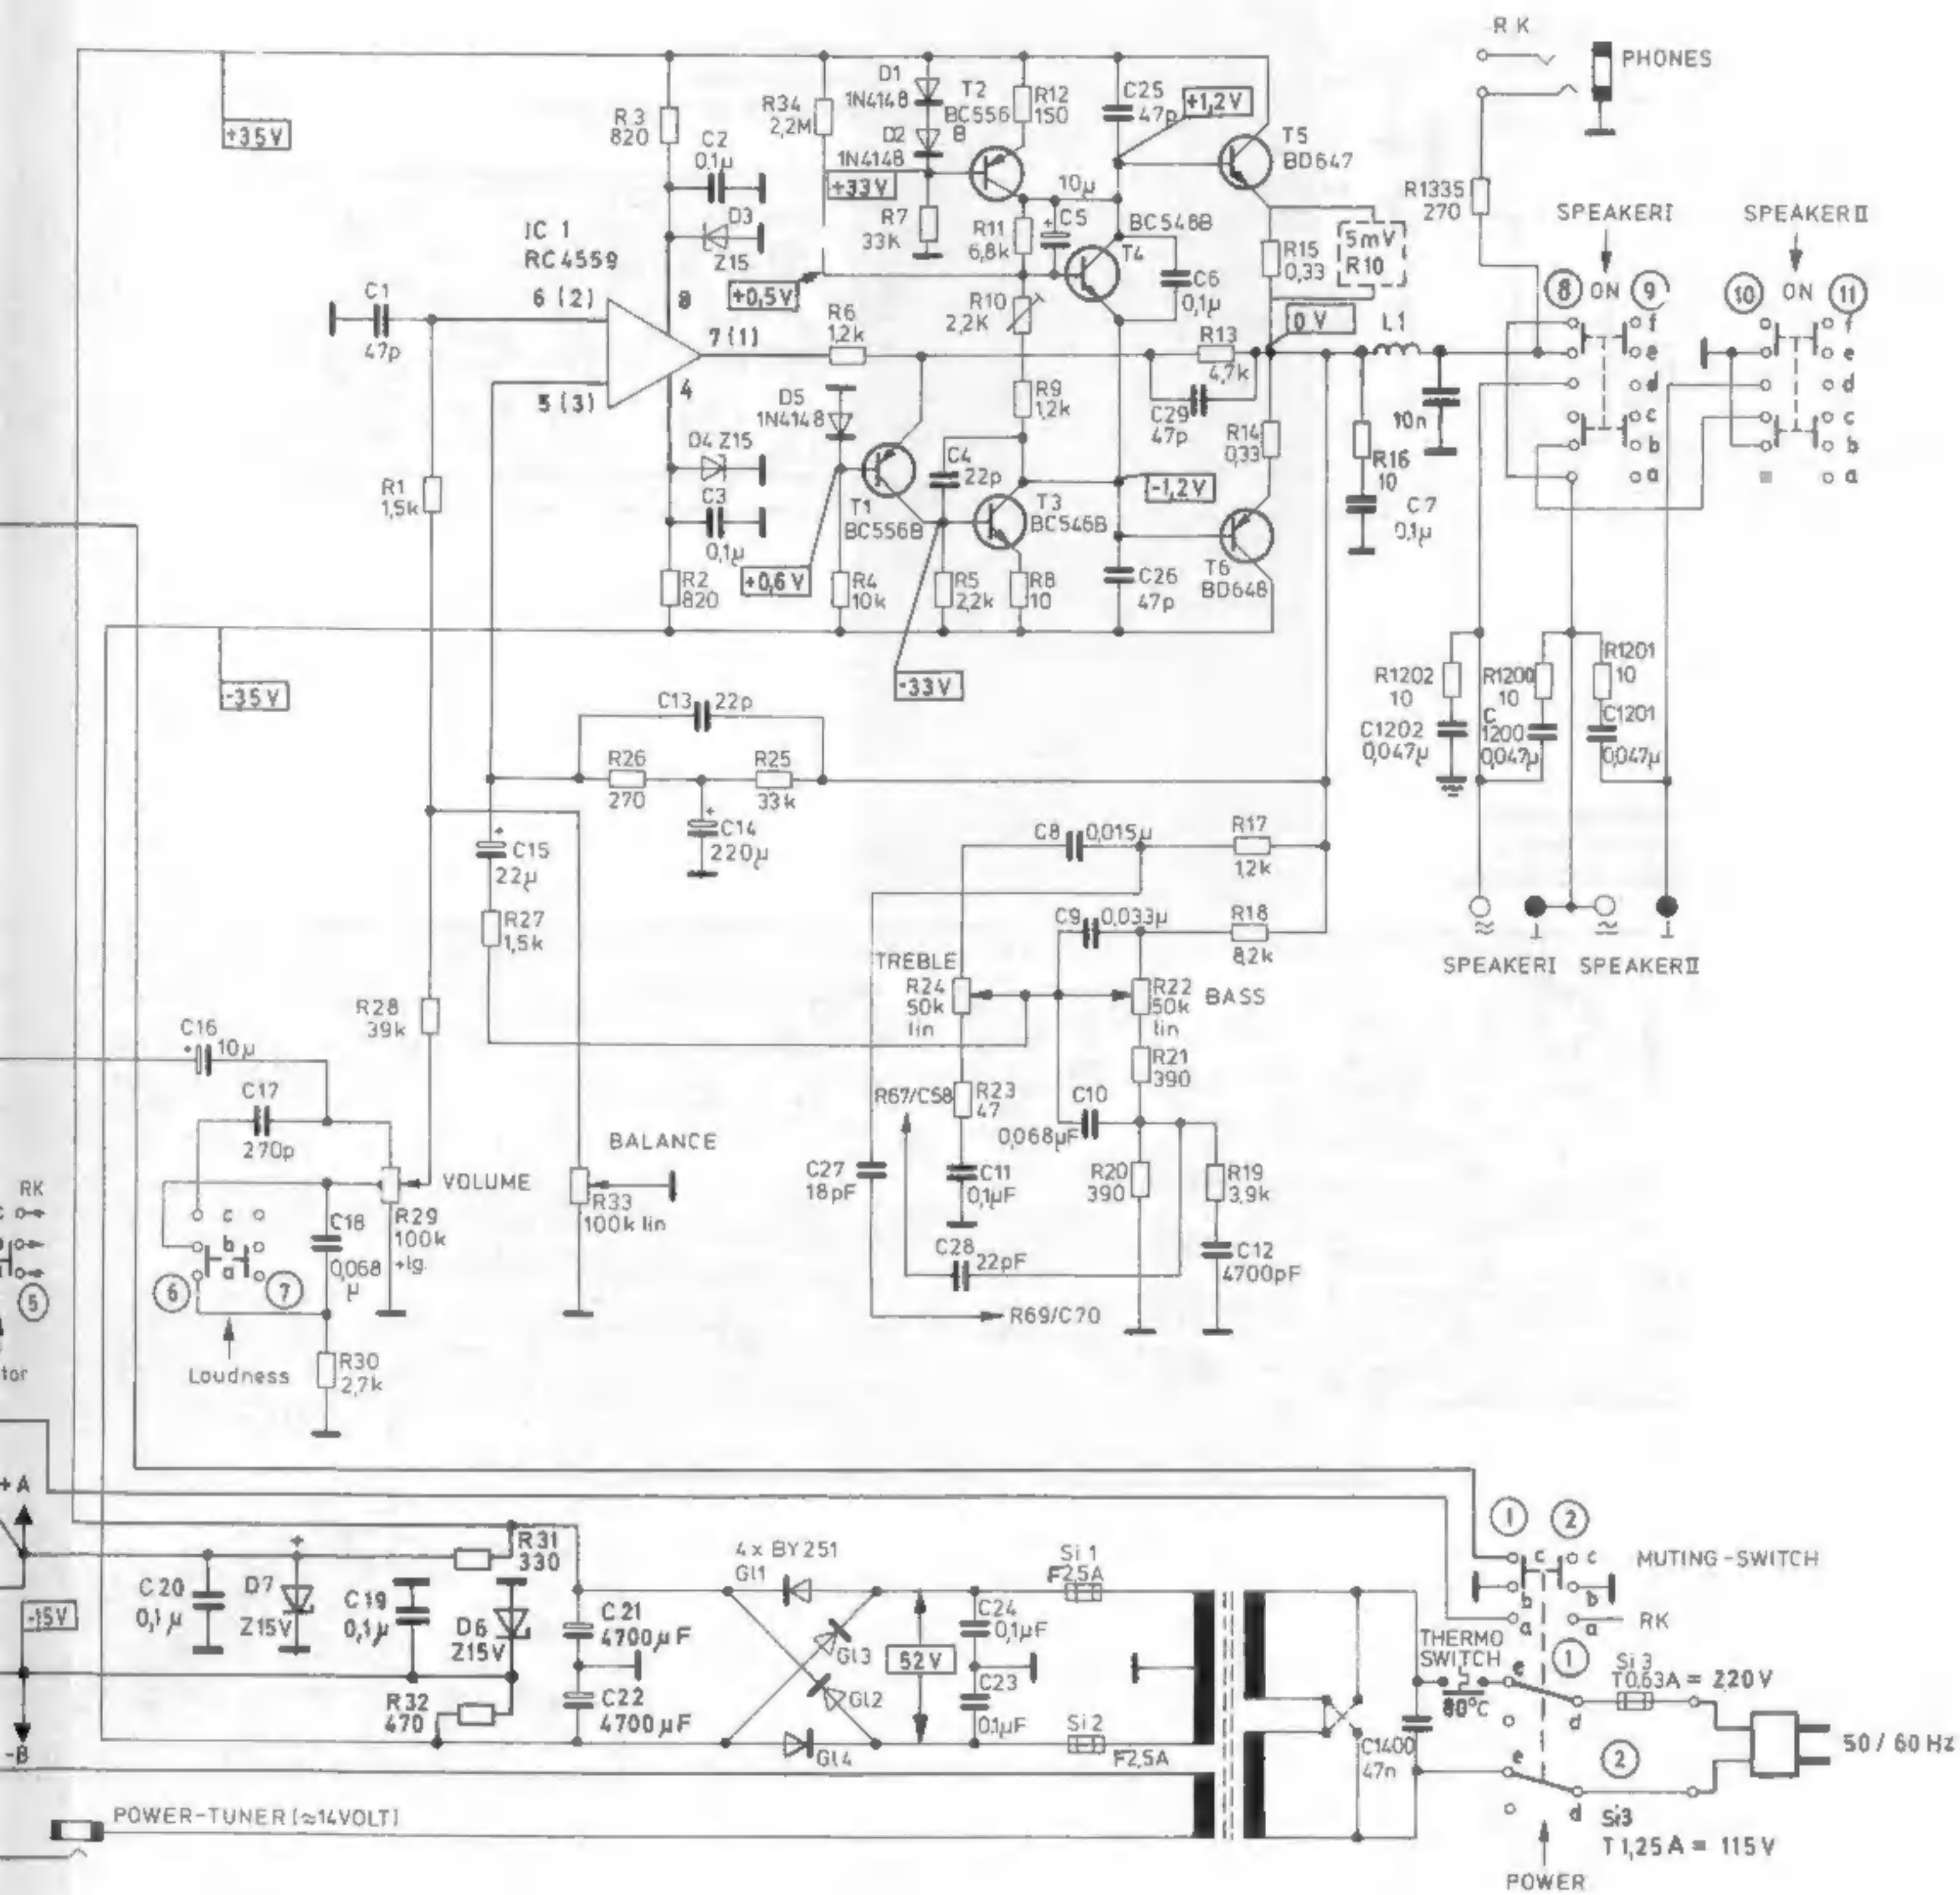 RK
PHONES
+35V
R3
820
R34
2,2M
D1
1N4148
D2
1N4148
T2
BC556
B
R12
150
C25
47p
+1,2V
T5
BD647
C2
0,1µ
+33V
D3
Z15
R7
33K
10µ
C5
R11
6,8k
BC548B
T4
R15
0,33
5mV
R10
R1335
270
SPEAKER I
SPEAKER II
IC 1
RC4559
8 ON 9
10 ON 11
C1
47p
6 (2)
8
7 (1)
5 (3)
4
+0,5V
R6
1,2k
R10
2,2K
C6
0,1µ
R13
4,7k
0V
L1
f
e
d
c
b
a
f
e
d
c
b
a
D5
1N4148
R9
1,2k
C29
47p
R14
0,33
10n
R16
10
C7
0,1µ
D4 Z15
C3
0,1µ
C4
22p
-1,2V
R1
1,5k
T1
BC556B
T3
BC546B
R2
820
+0,6V
R4
10k
R5
2,2k
R8
10
C26
47p
T6
BD648
-35V
-33V
C13 22p
R26
270
R25
33k
C14
220µ
C15
22µ
R27
1,5k
R1202
10
C1202
0,047µ
R1200
10
C
1200
0,047µ
R1201
10
C1201
0,047µ
C8 0,015µ
R17
1,2k
C9 0,033µ
R18
8,2k
SPEAKER I SPEAKER II
TREBLE
R24
50k
lin
R22
50k
lin
BASS
R28
39k
C16
10µ
C17
270p
R21
390
R67/C58
R23
47
C10
0,068µF
BALANCE
VOLUME
R33
100k lin
C27
18pF
C11
0,1µF
R20
390
R19
3,9k
RK
c
c
b
a
C18
0,068
µ
R29
100k
+lg.
C28
22pF
C12
4700pF
5
6
7
R69/C70
Loudness
R30
2,7k
tor
+A
R31
330
4 x BY251
Gl1
Si1
F2,5A
1
2
MUTING-SWITCH
c
c
b
b
a
a
RK
C20
0,1µ
D7
Z15V
C19
0,1µ
D6
Z15V
C21
4700µF
Gl3
52V
C24
0,1µF
-15V
THERMO
SWITCH
80°C
e
1
Si3
T0,63A = 220V
d
R32
470
C22
4700µF
Gl2
C23
0,1µF
-B
Gl4
Si2
F2,5A
C1400
47n
e
2
50/60 Hz
POWER-TUNER (≈14VOLT)
d
Si3
T1,25A = 115V
POWER